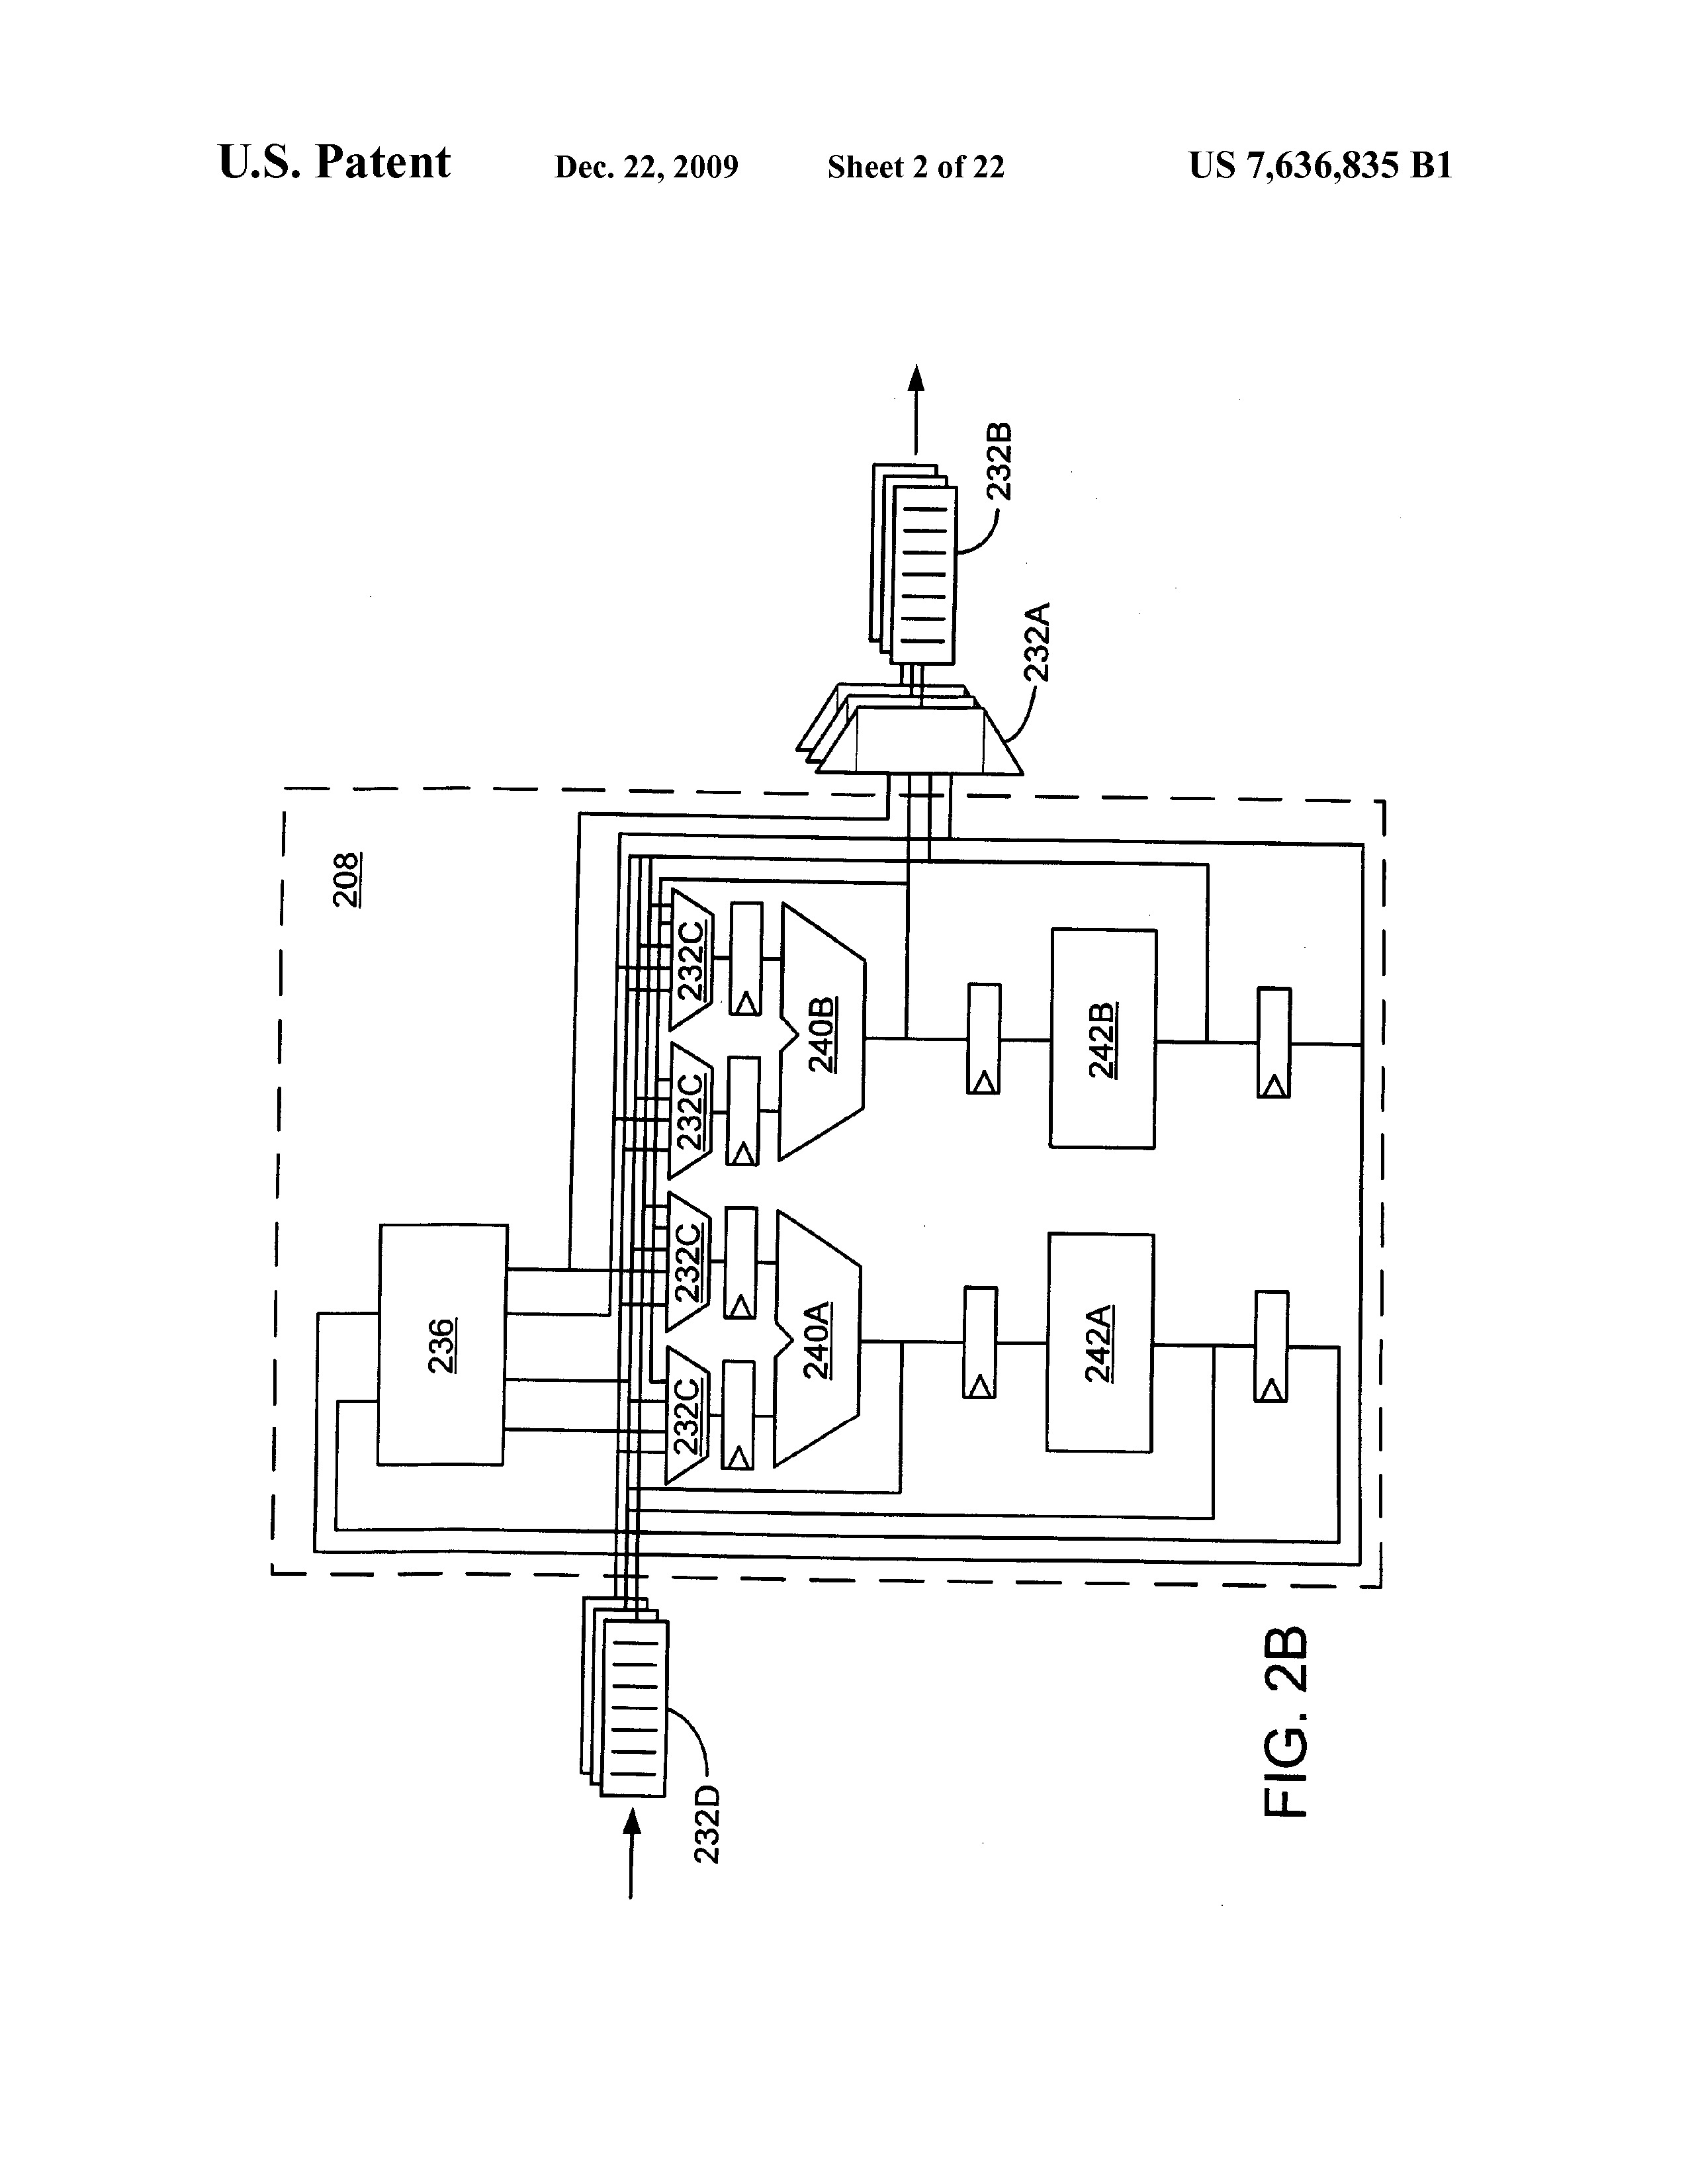 U.S. Patent Dec. 22, 2009 Sheet 2 of 22 US 7,636,835 B1
208
236
232C 232C 232C 232C
240A 240B
242A 242B
232D
232A
232B
FIG. 2B